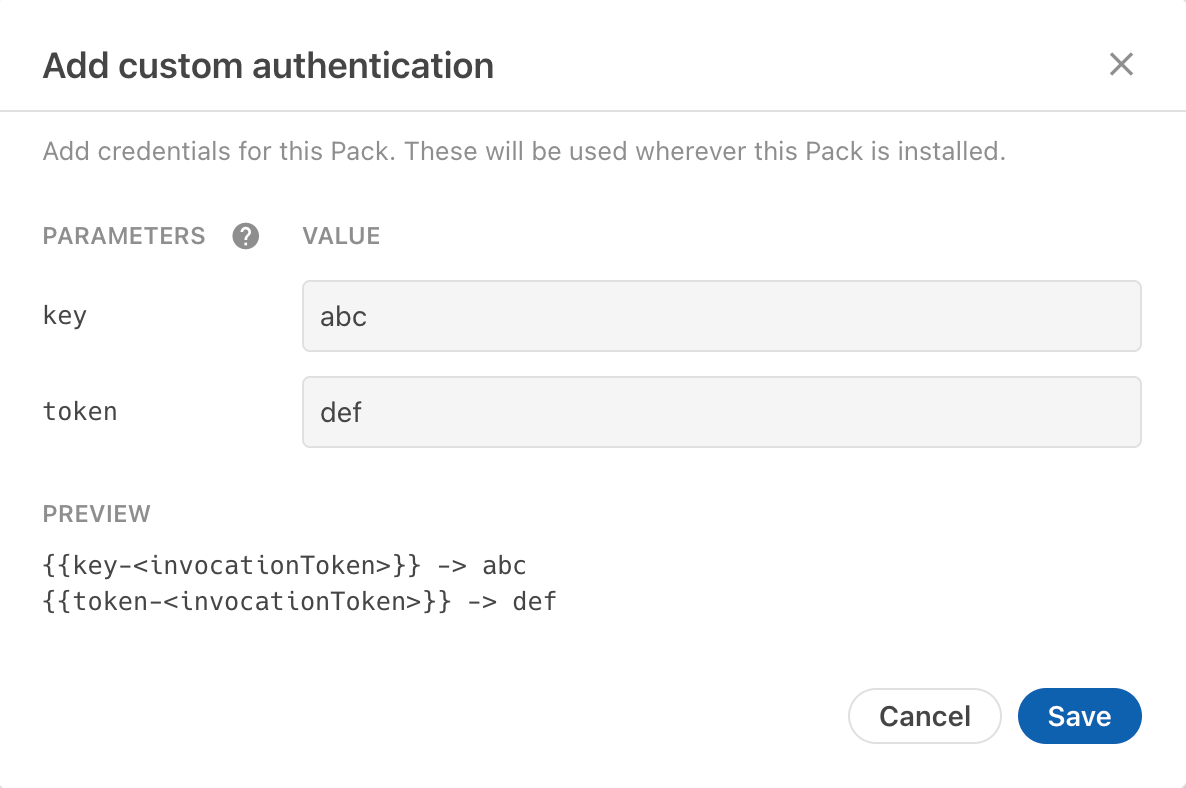 Add custom authentication
Add credentials for this Pack. These will be used wherever this Pack is installed.
PARAMETERS ? VALUE
key abc
token def
PREVIEW
{{key-<invocationToken>}} -> abc
{{token-<invocationToken>}} -> def
Cancel Save